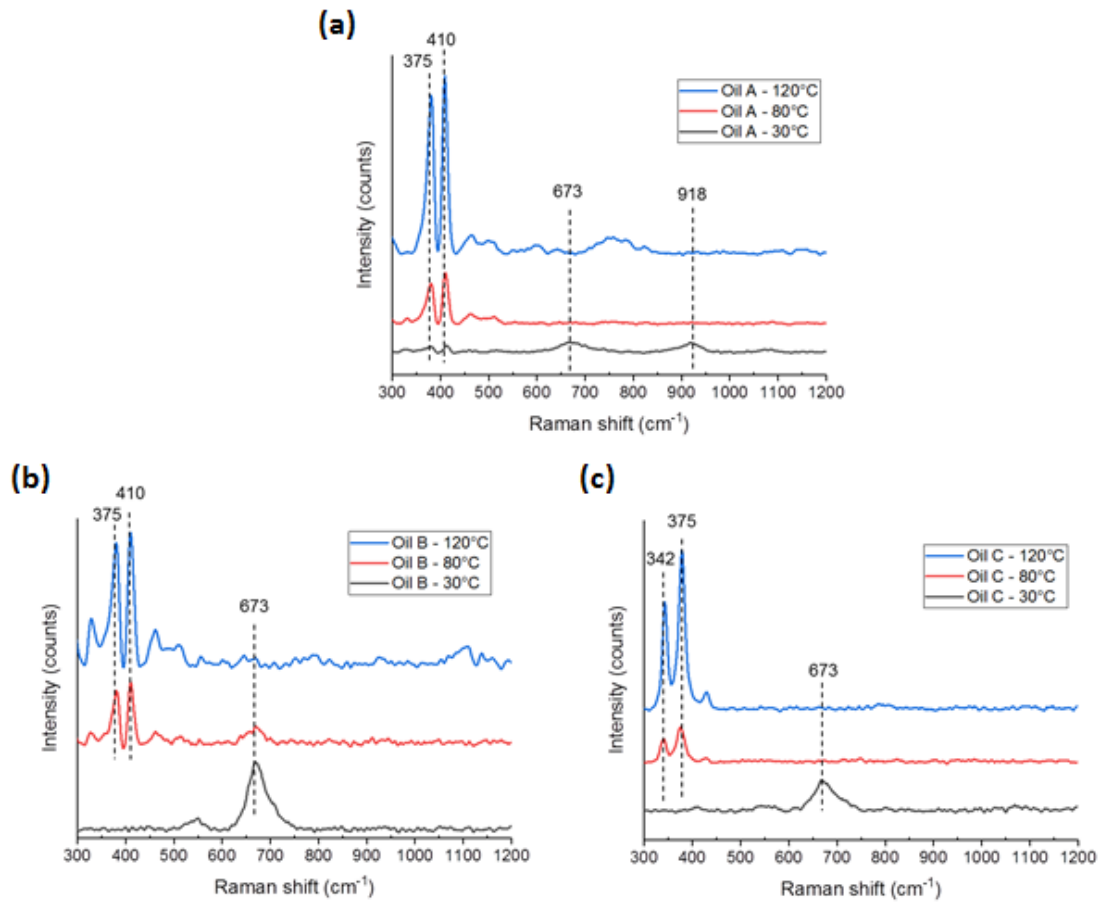 (a)
375
410
673
918
Oil A - 120°C
Oil A - 80°C
Oil A - 30°C
Intensity (counts)
300 400 500 600 700 800 900 1000 1100 1200
Raman shift (cm-1)
(b)
375
410
673
Oil B - 120°C
Oil B - 80°C
Oil B - 30°C
Intensity (counts)
300 400 500 600 700 800 900 1000 1100 1200
Raman shift (cm-1)
(c)
342
375
673
Oil C - 120°C
Oil C - 80°C
Oil C - 30°C
Intensity (counts)
300 400 500 600 700 800 900 1000 1100 1200
Raman shift (cm-1)